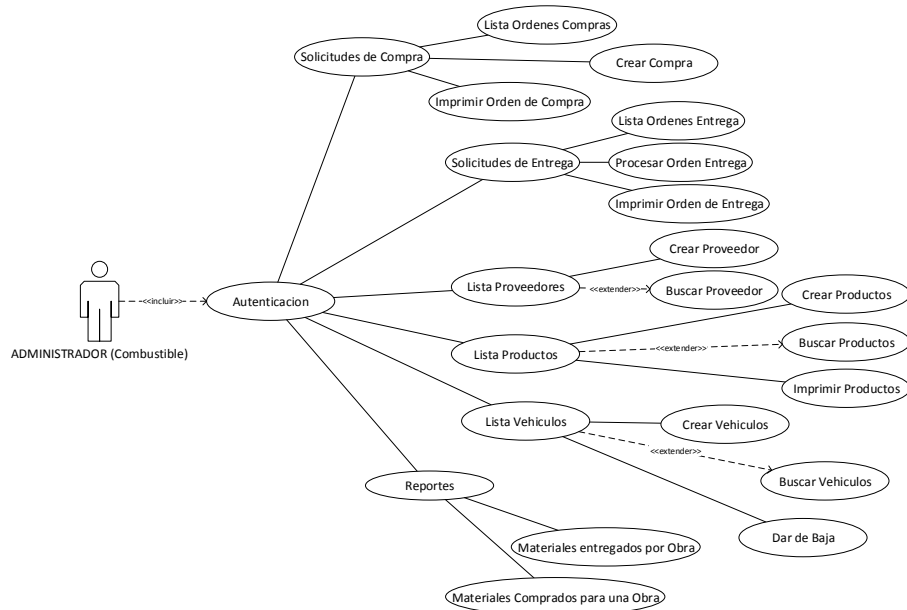 Lista Ordenes Compras
Solicitudes de Compra
Crear Compra
Imprimir Orden de Compra
Lista Ordenes Entrega
Solicitudes de Entrega
Procesar Orden Entrega
Imprimir Orden de Entrega
Crear Proveedor
Lista Proveedores
<<extender>>
Buscar Proveedor
<<incluir>>
Autenticacion
ADMINISTRADOR (Combustible)
Crear Productos
Lista Productos
<<extender>>
Buscar Productos
Imprimir Productos
Lista Vehiculos
Crear Vehiculos
<<extender>>
Buscar Vehiculos
Dar de Baja
Reportes
Materiales entregados por Obra
Materiales Comprados para una Obra